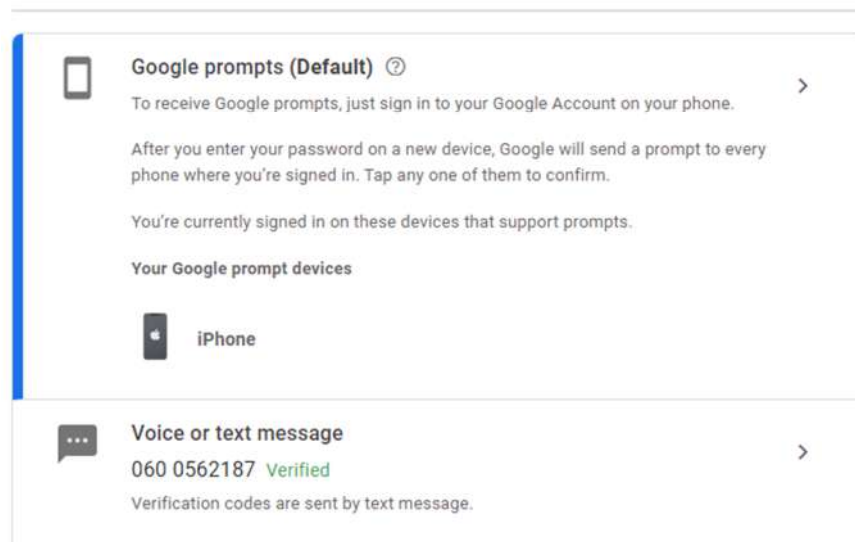 Google prompts (Default)
To receive Google prompts, just sign in to your Google Account on your phone.
After you enter your password on a new device, Google will send a prompt to every
phone where you're signed in. Tap any one of them to confirm.
You're currently signed in on these devices that support prompts.
Your Google prompt devices
iPhone
Voice or text message
060 0562187 Verified
Verification codes are sent by text message.